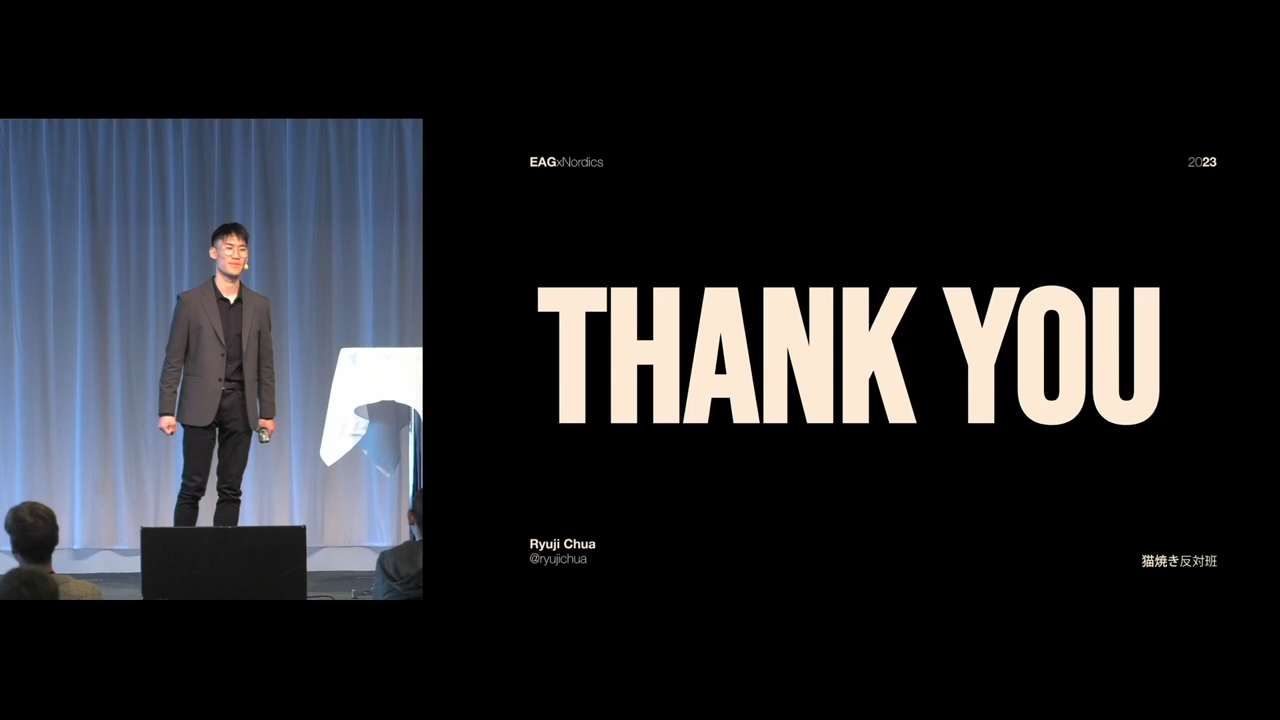 EAGxNordics
2023
THANK YOU
Ryuji Chua
@ryujichua
猫焼き反対班